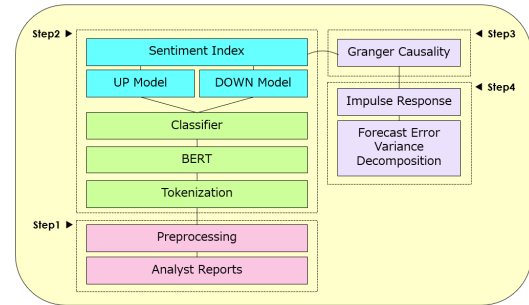 Step2 ▶
Sentiment Index
UP Model
DOWN Model
Classifier
BERT
Tokenization
Step1 ▶
Preprocessing
Analyst Reports
◀ Step3
Granger Causality
◀ Step4
Impulse Response
Forecast Error
Variance
Decomposition